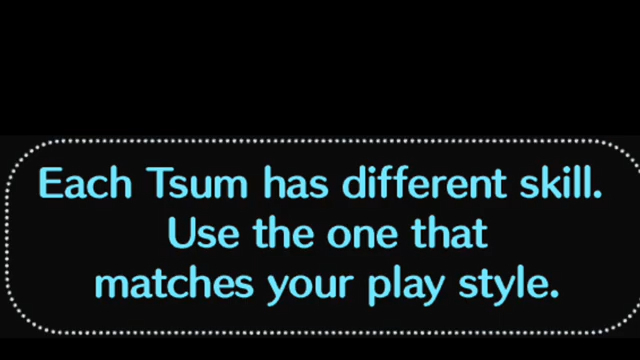 Each Tsum has different skill.
Use the one that
matches your play style.